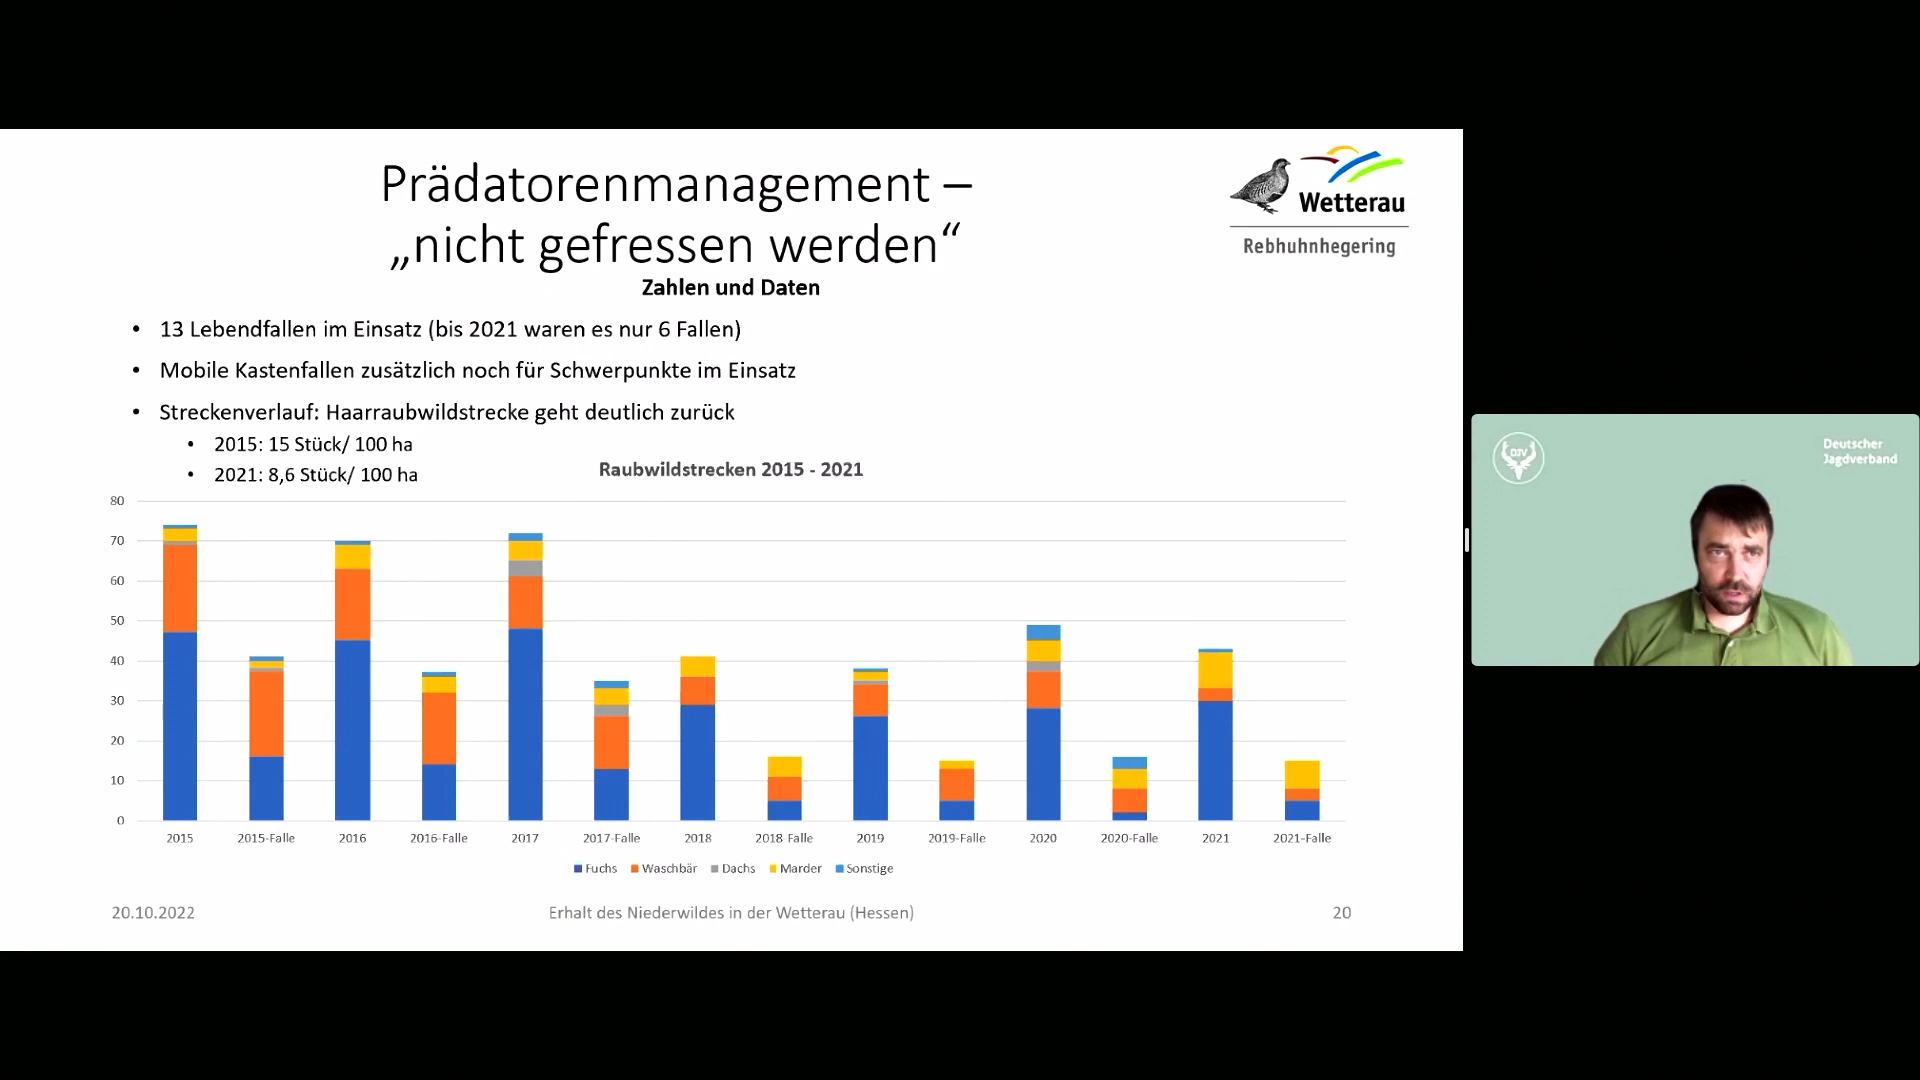 Prädatorenmanagement –
„nicht gefressen werden“
Wetterau
Rebhuhnhegering
Zahlen und Daten
• 13 Lebendfallen im Einsatz (bis 2021 waren es nur 6 Fallen)
• Mobile Kastenfallen zusätzlich noch für Schwerpunkte im Einsatz
• Streckenverlauf: Haarraubwildstrecke geht deutlich zurück
• 2015: 15 Stück/ 100 ha
• 2021: 8,6 Stück/ 100 ha
Raubwildstrecken 2015 - 2021
80
70
60
50
40
30
20
10
0
2015 2015-Falle 2016 2016-Falle 2017 2017-Falle 2018 2018-Falle 2019 2019-Falle 2020 2020-Falle 2021 2021-Falle
Fuchs Waschbär Dachs Marder Sonstige
20.10.2022 Erhalt des Niederwildes in der Wetterau (Hessen) 20
DJV
Deutscher
Jagdverband